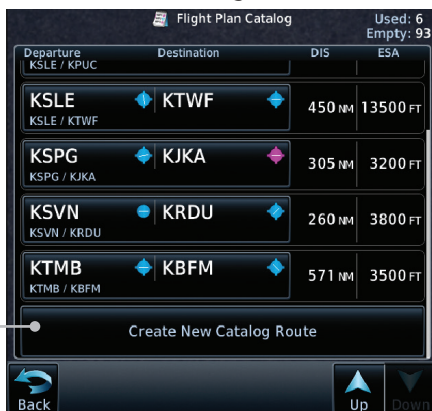 Flight Plan Catalog
Used: 6
Empty: 93
Departure Destination DIS ESA
KSLE / KPUC
KSLE KTWF 450 NM 13500 FT
KSLE / KTWF
KSPG KJKA 305 NM 3200 FT
KSPG / KJKA
KSVN KRDU 260 NM 3800 FT
KSVN / KRDU
KTMB KBFM 571 NM 3500 FT
KTMB / KBFM
Create New Catalog Route
Back Up Down